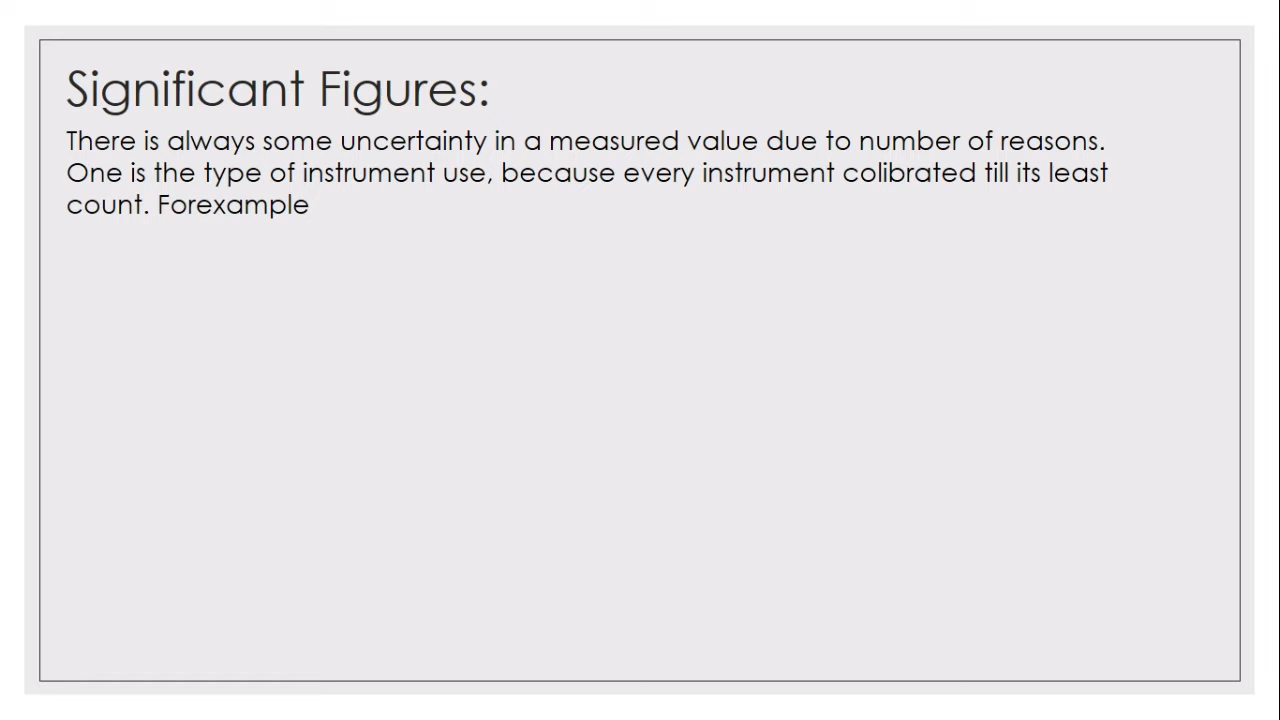 Significant Figures:
There is always some uncertainty in a measured value due to number of reasons.
One is the type of instrument use, because every instrument colibrated till its least
count. Forexample